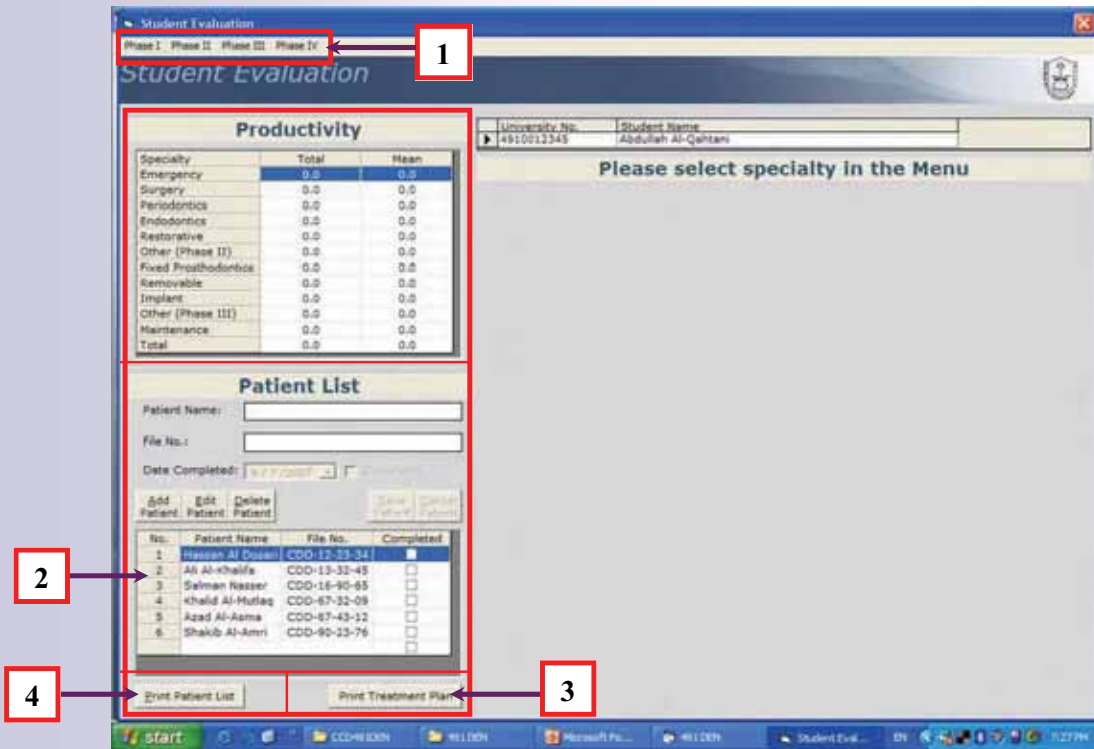 Student Evaluation
Phase I Phase II Phase III Phase IV
1
Student Evaluation
Productivity
Specialty Total Mean
Emergency 0.0 0.0
Surgery 0.0 0.0
Periodontics 0.0 0.0
Endodontics 0.0 0.0
Restorative 0.0 0.0
Other (Phase II) 0.0 0.0
Fixed Prosthodontics 0.0 0.0
Removable 0.0 0.0
Implant 0.0 0.0
Other (Phase III) 0.0 0.0
Maintenance 0.0 0.0
Total 0.0 0.0
University No. Student Name
4910012345 Abdullah Al-Qahtani
Please select specialty in the Menu
Patient List
Patient Name:
File No.:
Date Completed:
Add Patient Edit Patient Delete Patient Save Patient Cancel Patient
No. Patient Name File No. Completed
1 Hassan Al Dosari CDD-12-23-34
2 Ali Al-Khalifa CDD-13-32-45
3 Salman Nasser CDD-16-90-65
4 Khalid Al-Mutlaq CDD-67-32-09
5 Azad Al-Asma CDD-87-43-12
6 Shakib Al-Amri CDD-90-23-76
2
4
Print Patient List
Print Treatment Plan
3
start
491 DEN
Microsoft Po...
491 DEN
Student Eval...
EN
7:27 PM